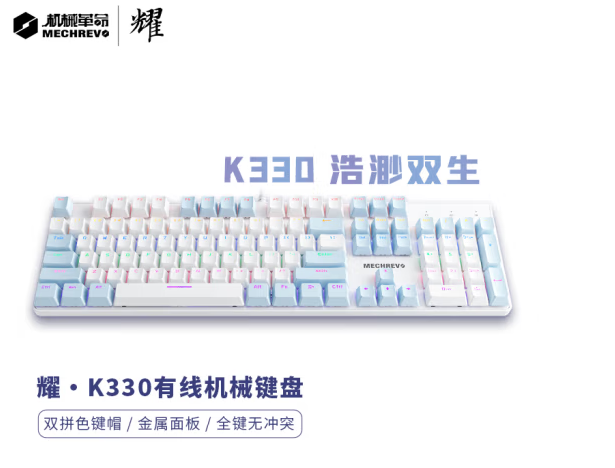 机械革命 耀
MECHREVO
K330 浩渺双生
MECHREVO
耀·K330有线机械键盘
双拼色键帽 / 金属面板 / 全键无冲突